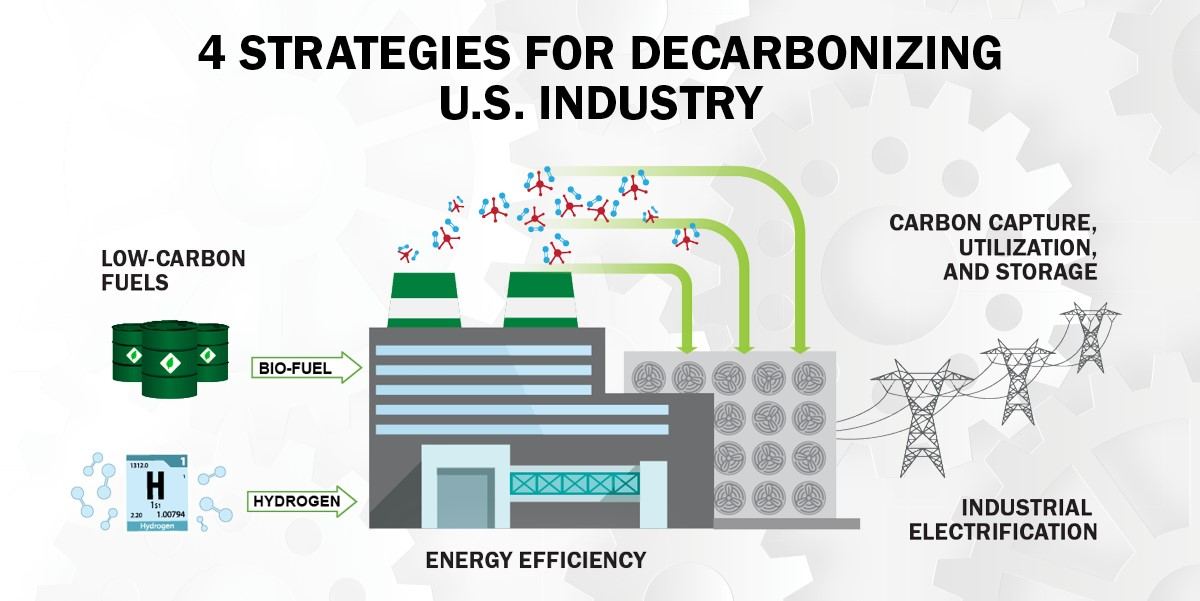 4 STRATEGIES FOR DECARBONIZING
U.S. INDUSTRY
LOW-CARBON
FUELS
BIO-FUEL
1312.0
1
H
1
1s1
2.20
1.00794
Hydrogen
HYDROGEN
ENERGY EFFICIENCY
CARBON CAPTURE,
UTILIZATION,
AND STORAGE
INDUSTRIAL
ELECTRIFICATION